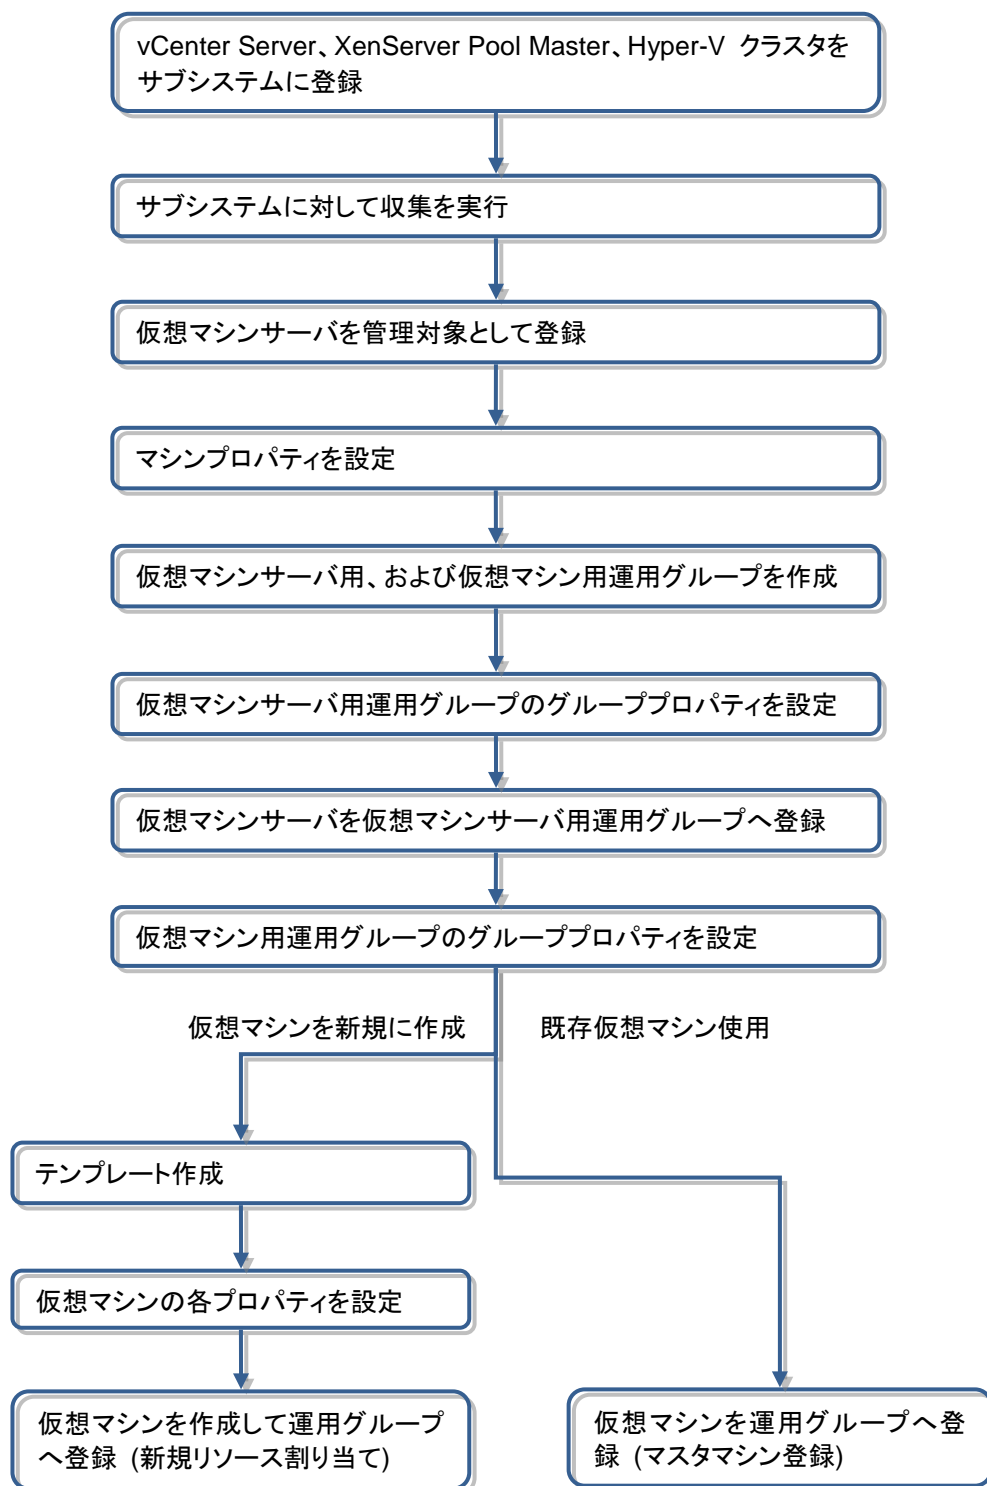 vCenter Server、XenServer Pool Master、Hyper-V クラスタを
サブシステムに登録
サブシステムに対して収集を実行
仮想マシンサーバを管理対象として登録
マシンプロパティを設定
仮想マシンサーバ用、および仮想マシン用運用グループを作成
仮想マシンサーバ用運用グループのグループプロパティを設定
仮想マシンサーバを仮想マシンサーバ用運用グループへ登録
仮想マシン用運用グループのグループプロパティを設定
仮想マシンを新規に作成
既存仮想マシン使用
テンプレート作成
仮想マシンの各プロパティを設定
仮想マシンを作成して運用グループ
へ登録 (新規リソース割り当て)
仮想マシンを運用グループへ登
録 (マスタマシン登録)